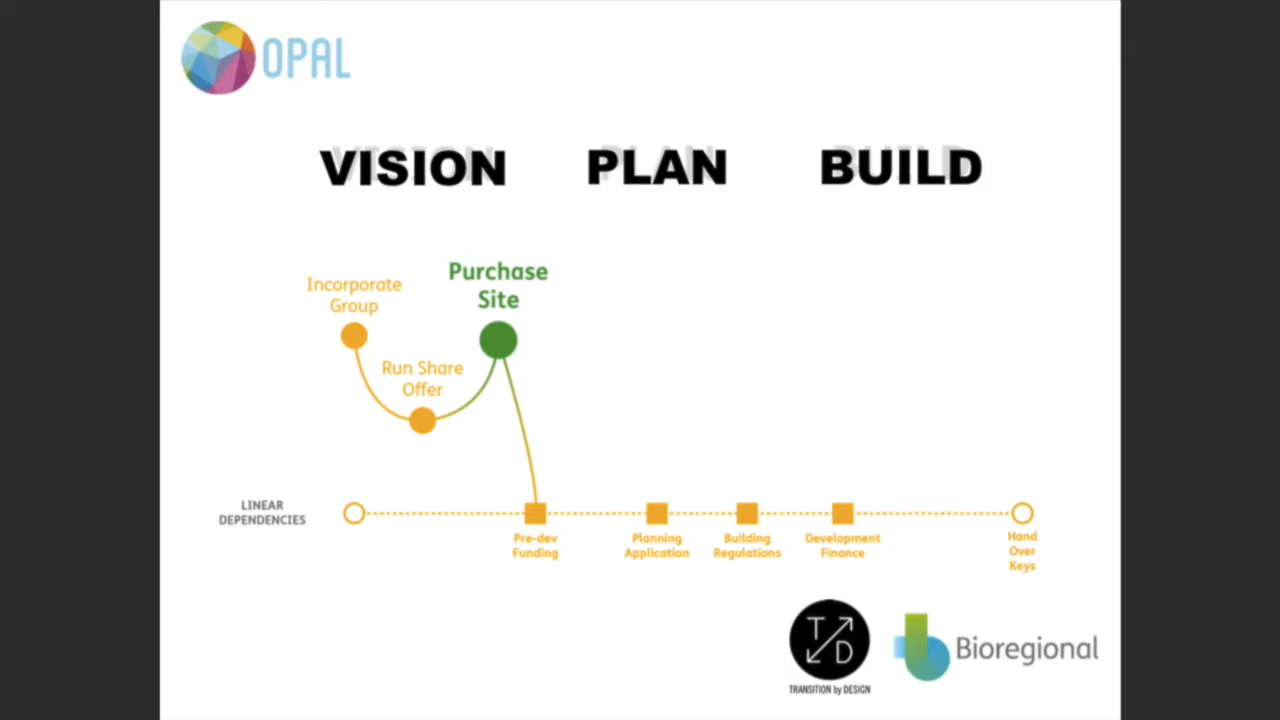 OPAL
VISION PLAN BUILD
Incorporate
Group
Purchase
Site
Run Share
Offer
LINEAR
DEPENDENCIES
Pre-dev
Funding
Planning
Application
Building
Regulations
Development
Finance
Hand
Over
Keys
T D
TRANSITION by DESIGN
b Bioregional